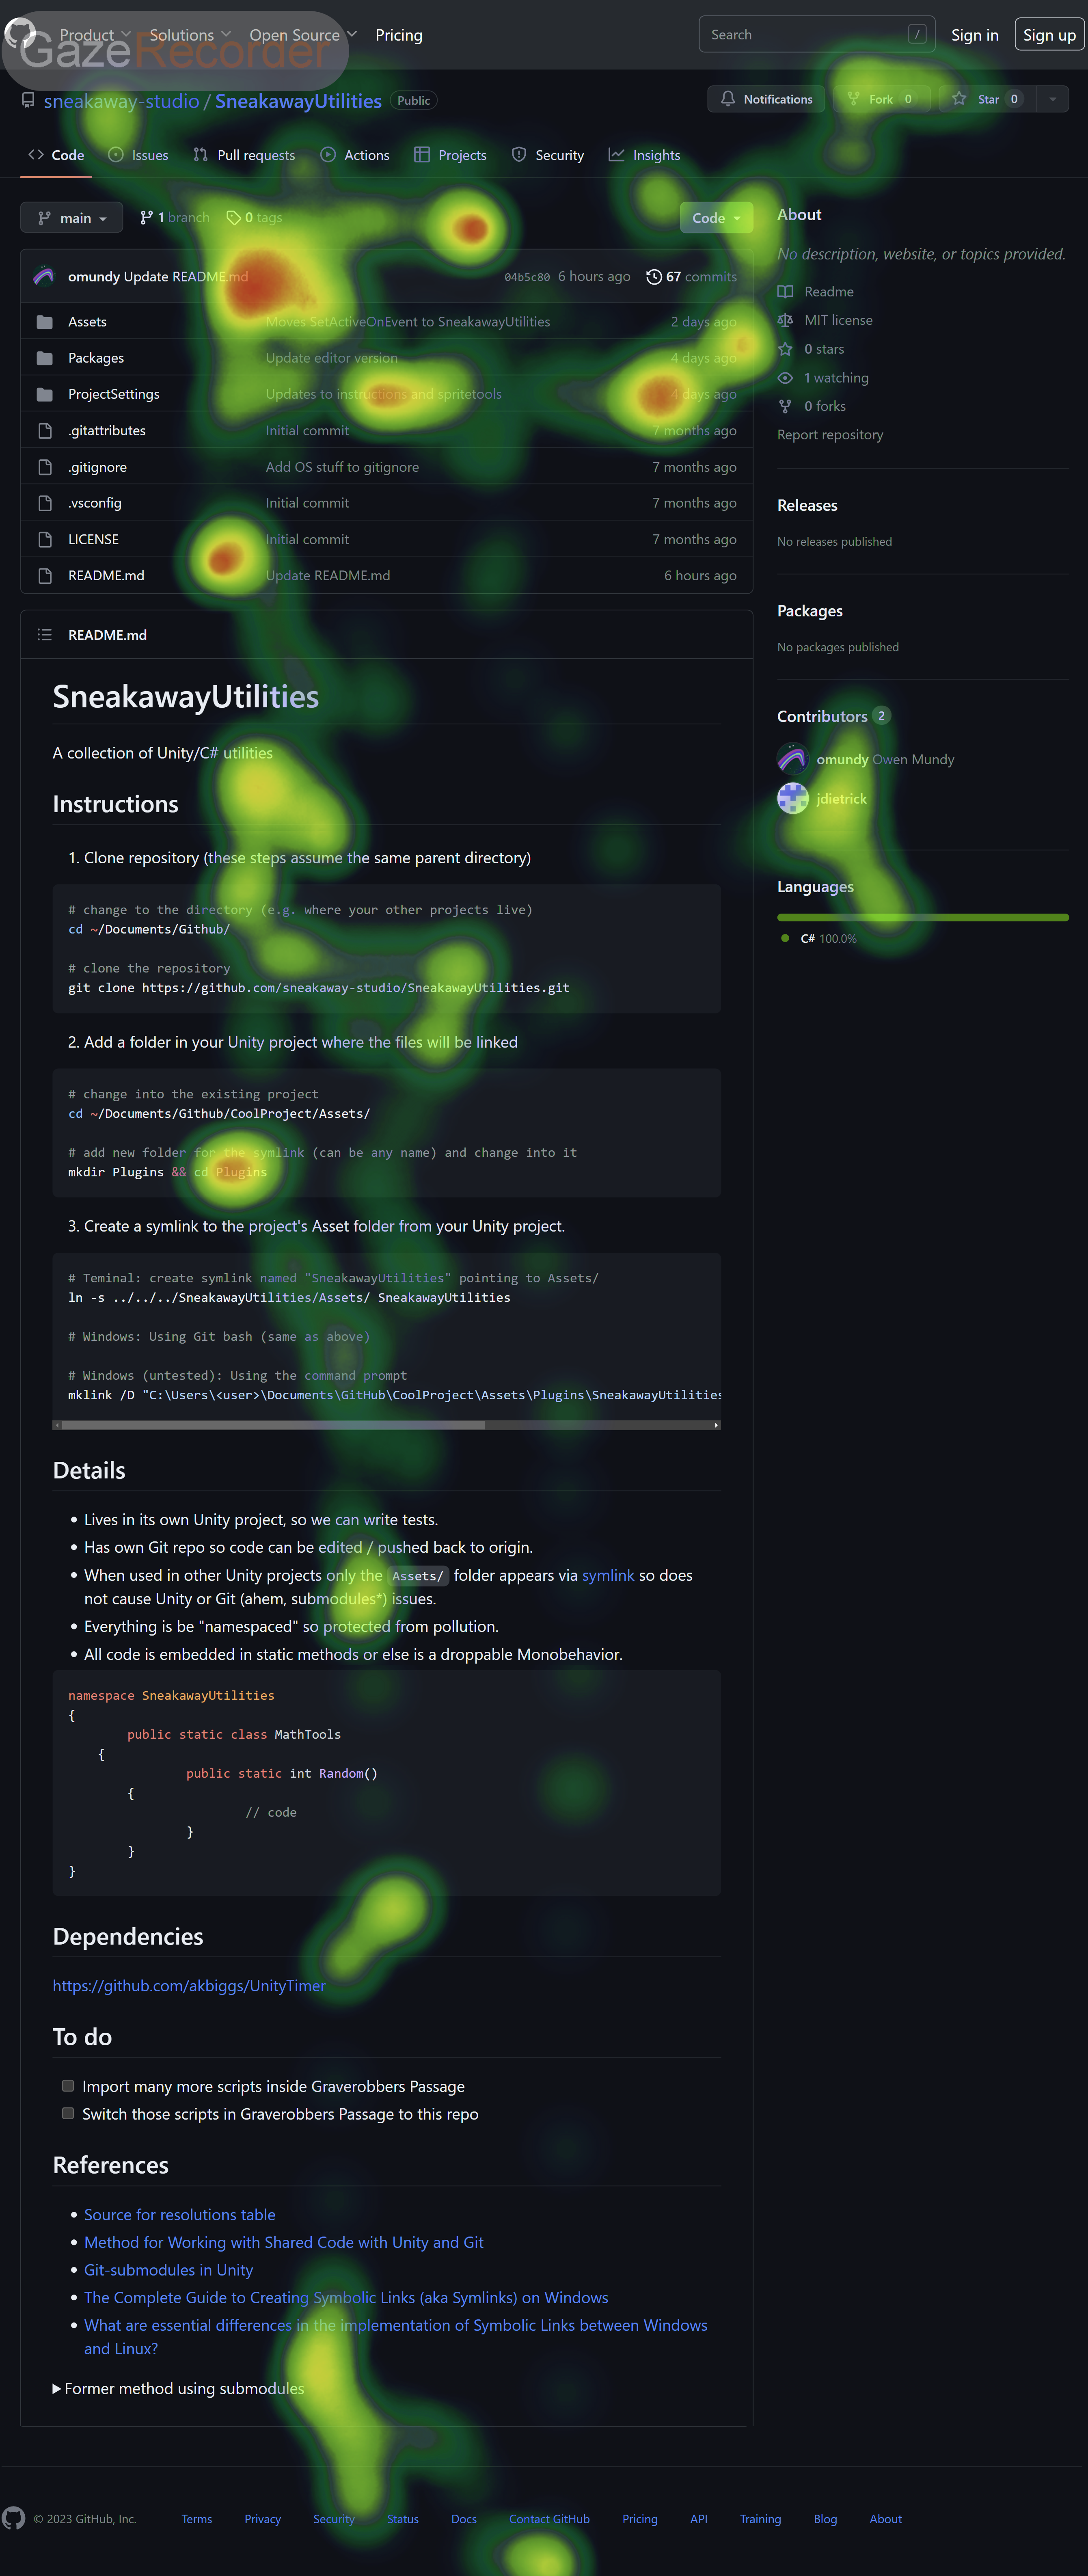 Product Solutions Open Source Pricing Search / Sign in Sign up
GazeRecorder
sneakaway-studio / SneakawayUtilities Public Notifications Fork 0 Star 0
Code Issues Pull requests Actions Projects Security Insights
main 1 branch 0 tags Code
omundy Update README.md 04b5c80 6 hours ago 67 commits
Assets Moves SetActiveOnEvent to SneakawayUtilities 2 days ago
Packages Update editor version 4 days ago
ProjectSettings Updates to instructions and spritetools 4 days ago
.gitattributes Initial commit 7 months ago
.gitignore Add OS stuff to gitignore 7 months ago
.vsconfig Initial commit 7 months ago
LICENSE Initial commit 7 months ago
README.md Update README.md 6 hours ago
README.md
SneakawayUtilities
A collection of Unity/C# utilities
Instructions
1. Clone repository (these steps assume the same parent directory)
# change to the directory (e.g. where your other projects live)
cd ~/Documents/Github/
# clone the repository
git clone https://github.com/sneakaway-studio/SneakawayUtilities.git
2. Add a folder in your Unity project where the files will be linked
# change into the existing project
cd ~/Documents/Github/CoolProject/Assets/
# add new folder for the symlink (can be any name) and change into it
mkdir Plugins && cd Plugins
3. Create a symlink to the project's Asset folder from your Unity project.
# Teminal: create symlink named "SneakawayUtilities" pointing to Assets/
ln -s ../../../SneakawayUtilities/Assets/ SneakawayUtilities
# Windows: Using Git bash (same as above)
# Windows (untested): Using the command prompt
mklink /D "C:\Users\<user>\Documents\GitHub\CoolProject\Assets\Plugins\SneakawayUtilities
Details
Lives in its own Unity project, so we can write tests.
Has own Git repo so code can be edited / pushed back to origin.
When used in other Unity projects only the Assets/ folder appears via symlink so does
not cause Unity or Git (ahem, submodules*) issues.
Everything is be "namespaced" so protected from pollution.
All code is embedded in static methods or else is a droppable Monobehavior.
namespace SneakawayUtilities
{
public static class MathTools
{
public static int Random()
{
// code
}
}
}
Dependencies
https://github.com/akbiggs/UnityTimer
To do
Import many more scripts inside Graverobbers Passage
Switch those scripts in Graverobbers Passage to this repo
References
Source for resolutions table
Method for Working with Shared Code with Unity and Git
Git-submodules in Unity
The Complete Guide to Creating Symbolic Links (aka Symlinks) on Windows
What are essential differences in the implementation of Symbolic Links between Windows
and Linux?
Former method using submodules
About
No description, website, or topics provided.
Readme
MIT license
0 stars
1 watching
0 forks
Report repository
Releases
No releases published
Packages
No packages published
Contributors 2
omundy Owen Mundy
jdietrick
Languages
C# 100.0%
© 2023 GitHub, Inc. Terms Privacy Security Status Docs Contact GitHub Pricing API Training Blog About